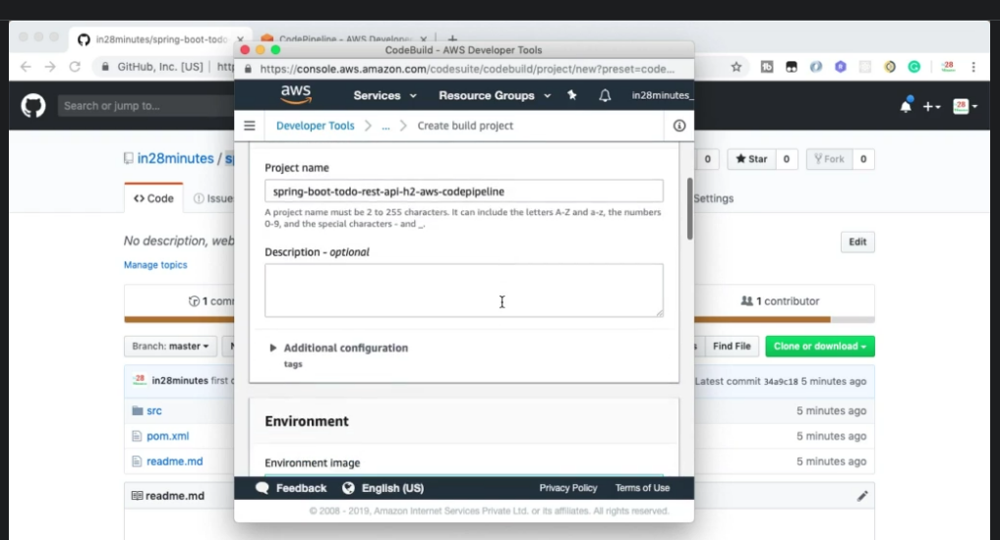 in28minutes/spring-boot-todo
CodePipeline - AWS Develope
CodeBuild - AWS Developer Tools
GitHub, Inc. [US]
https://console.aws.amazon.com/codesuite/codebuild/project/new?preset=code...
Search or jump to...
aws
Services
Resource Groups
in28minutes_
Developer Tools
...
Create build project
in28minutes /
0
Star
0
Fork
0
Code
Issue
Settings
Project name
spring-boot-todo-rest-api-h2-aws-codepipeline
A project name must be 2 to 255 characters. It can include the letters A-Z and a-z, the numbers
0-9, and the special characters - and _.
No description, web
Edit
Manage topics
Description - optional
1 comm
1 contributor
Additional configuration
tags
Branch: master
Find File
Clone or download
in28minutes first c
Latest commit 34a9c18 5 minutes ago
src
5 minutes ago
pom.xml
5 minutes ago
readme.md
5 minutes ago
Environment
Environment image
readme.md
Feedback
English (US)
Privacy Policy
Terms of Use
© 2008 - 2019, Amazon Internet Services Private Ltd. or its affiliates. All rights reserved.